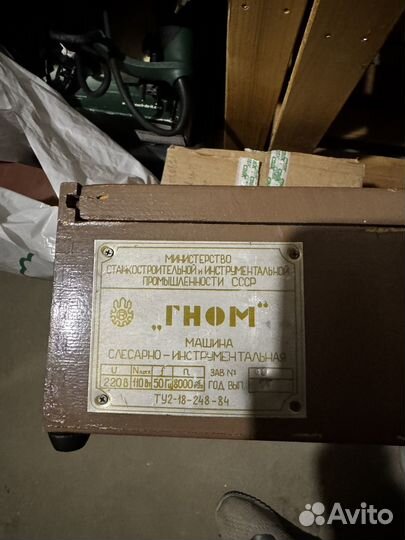 МИНИСТЕРСТВО
СТАНКОСТРОИТЕЛЬНОЙ И ИНСТРУМЕНТАЛЬНОЙ
ПРОМЫШЛЕННОСТИ СССР
„ГНОМ“
МАШИНА
СЛЕСАРНО-ИНСТРУМЕНТАЛЬНАЯ
U f n ЗАВ №
220В 110Вт 50Гц 8000 ГОД ВЫП.
ТУ2-18-248-84
Avito